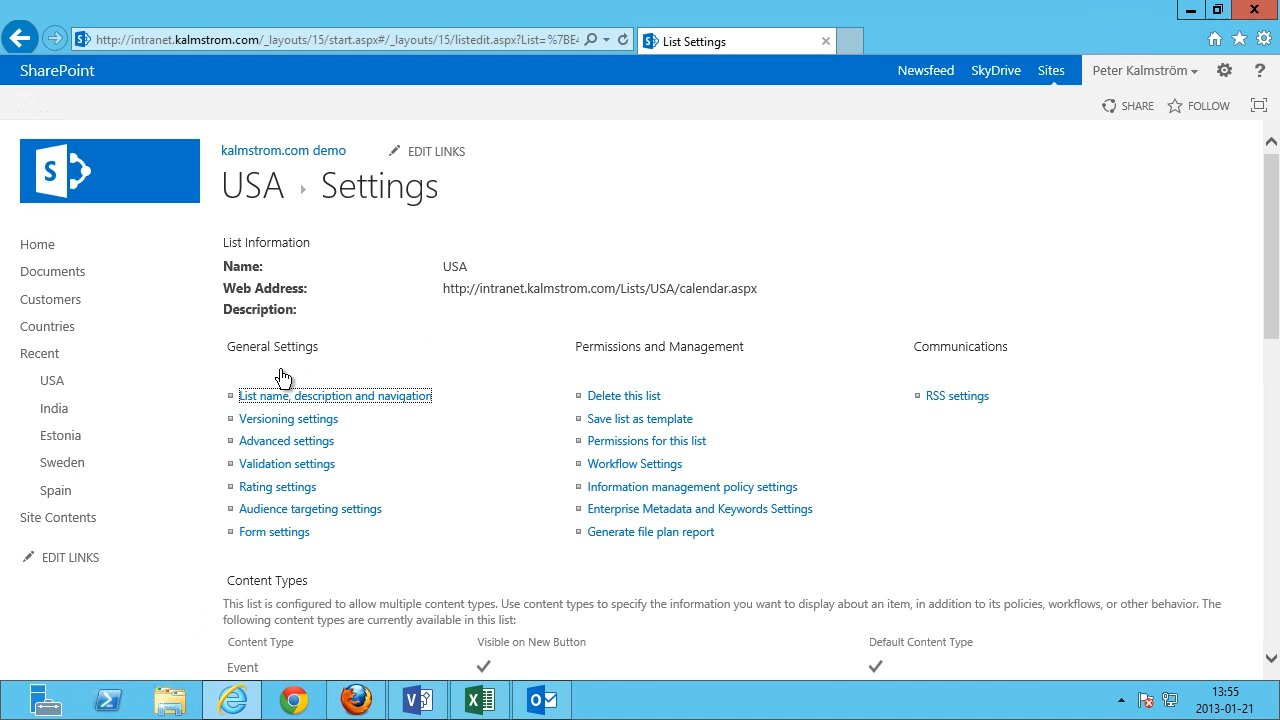 http://intranet.kalmstrom.com/_layouts/15/start.aspx#/_layouts/15/listedit.aspx?List=%7BE4
List Settings
SharePoint
Newsfeed SkyDrive Sites Peter Kalmström ?
SHARE FOLLOW
S
kalmstrom.com demo EDIT LINKS
USA Settings
Home
Documents
Customers
Countries
Recent
USA
India
Estonia
Sweden
Spain
Site Contents
EDIT LINKS
List Information
Name: USA
Web Address: http://intranet.kalmstrom.com/Lists/USA/calendar.aspx
Description:
General Settings Permissions and Management Communications
List name, description and navigation Delete this list RSS settings
Versioning settings Save list as template
Advanced settings Permissions for this list
Validation settings Workflow Settings
Rating settings Information management policy settings
Audience targeting settings Enterprise Metadata and Keywords Settings
Form settings Generate file plan report
Content Types
This list is configured to allow multiple content types. Use content types to specify the information you want to display about an item, in addition to its policies, workflows, or other behavior. The
following content types are currently available in this list:
Content Type Visible on New Button Default Content Type
Event
13:55
2013-01-21